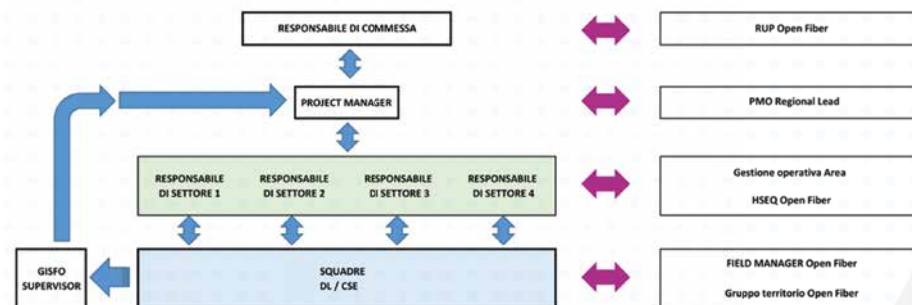 RESPONSABILE DI COMMESSA
RUP Open Fiber
PROJECT MANAGER
PMO Regional Lead
RESPONSABILE DI SETTORE 1
RESPONSABILE DI SETTORE 2
RESPONSABILE DI SETTORE 3
RESPONSABILE DI SETTORE 4
Gestione operativa Area
HSEQ Open Fiber
GISFO
SUPERVISOR
SQUADRE
DL / CSE
FIELD MANAGER Open Fiber
Gruppo territorio Open Fiber